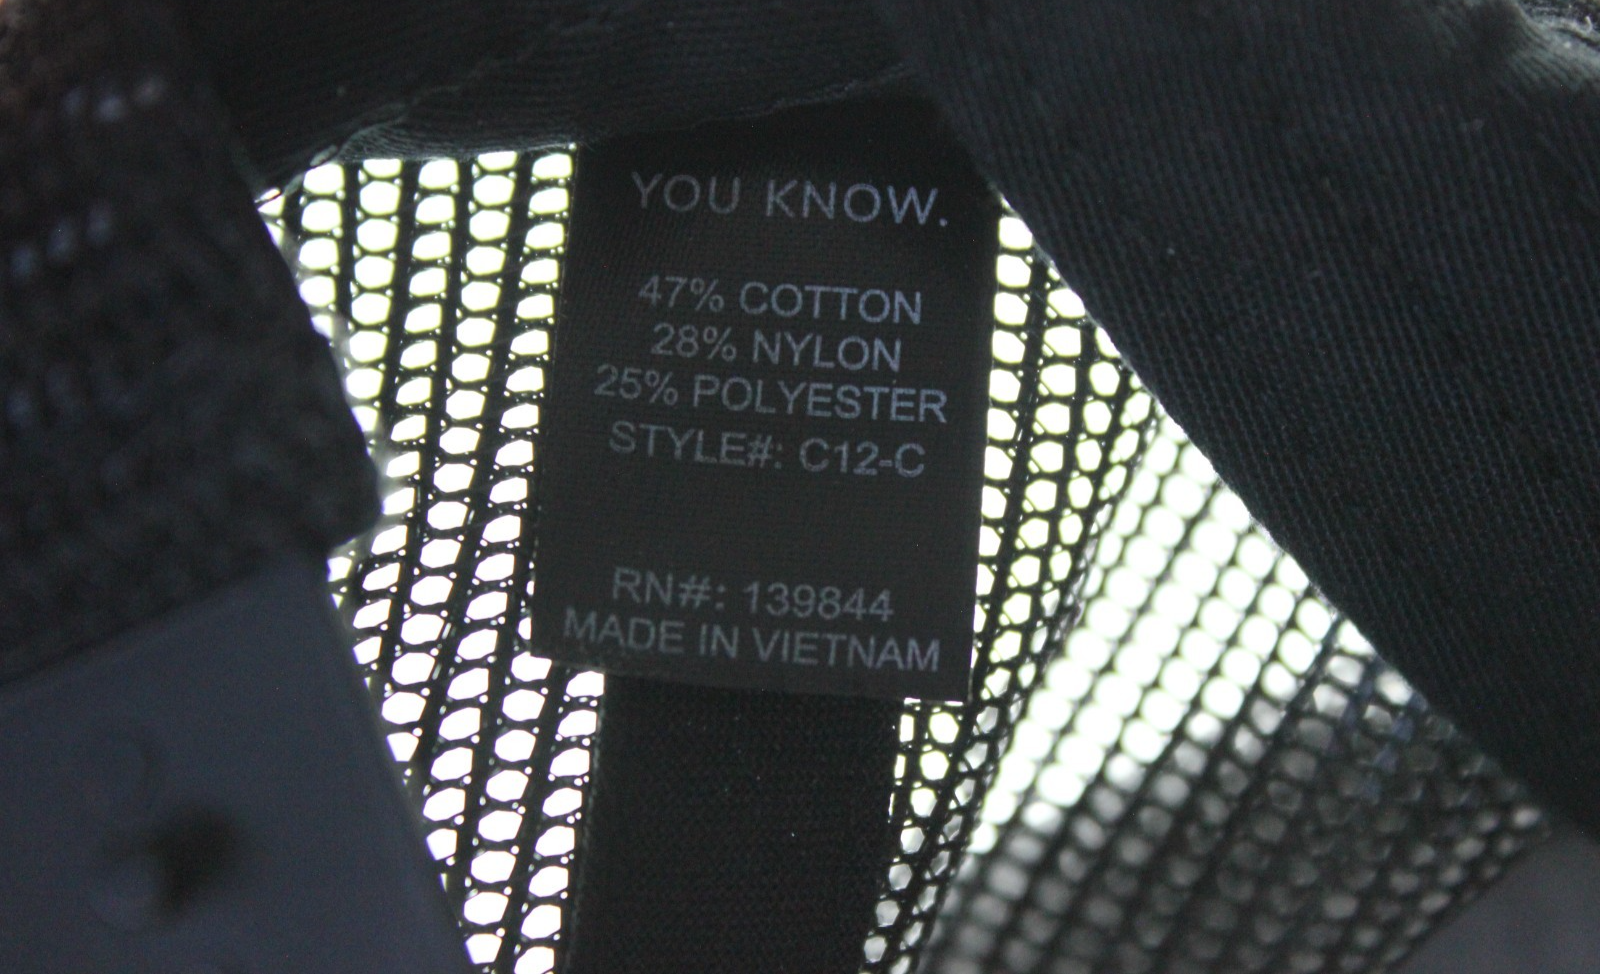 YOU KNOW.
47% COTTON
28% NYLON
25% POLYESTER
STYLE#: C12-C
RN#: 139844
MADE IN VIETNAM